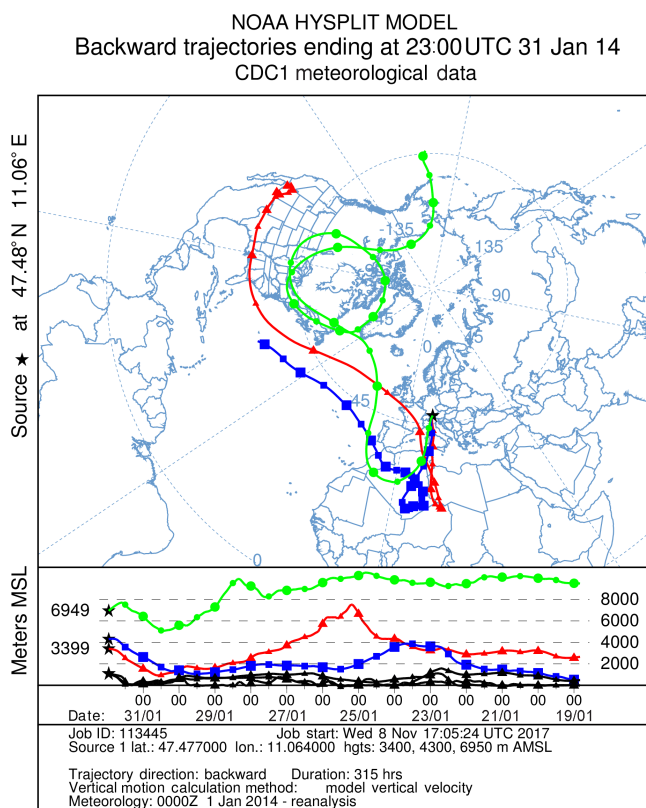 NOAA HYSPLIT MODEL
Backward trajectories ending at 23:00 UTC 31 Jan 14
CDC1 meteorological data
Source ★ at 47.48° N 11.06° E
-135
135
90
45
0
-45
0
Meters MSL
6949
3399
8000
6000
4000
2000
00 00 00 00 00 00 00 00 00 00 00 00 00
Date: 31/01 29/01 27/01 25/01 23/01 21/01 19/01
Job ID: 113445 Job start: Wed 8 Nov 17:05:24 UTC 2017
Source 1 lat.: 47.477000 lon.: 11.064000 hgts: 3400, 4300, 6950 m AMSL
Trajectory direction: backward Duration: 315 hrs
Vertical motion calculation method: model vertical velocity
Meteorology: 0000Z 1 Jan 2014 - reanalysis